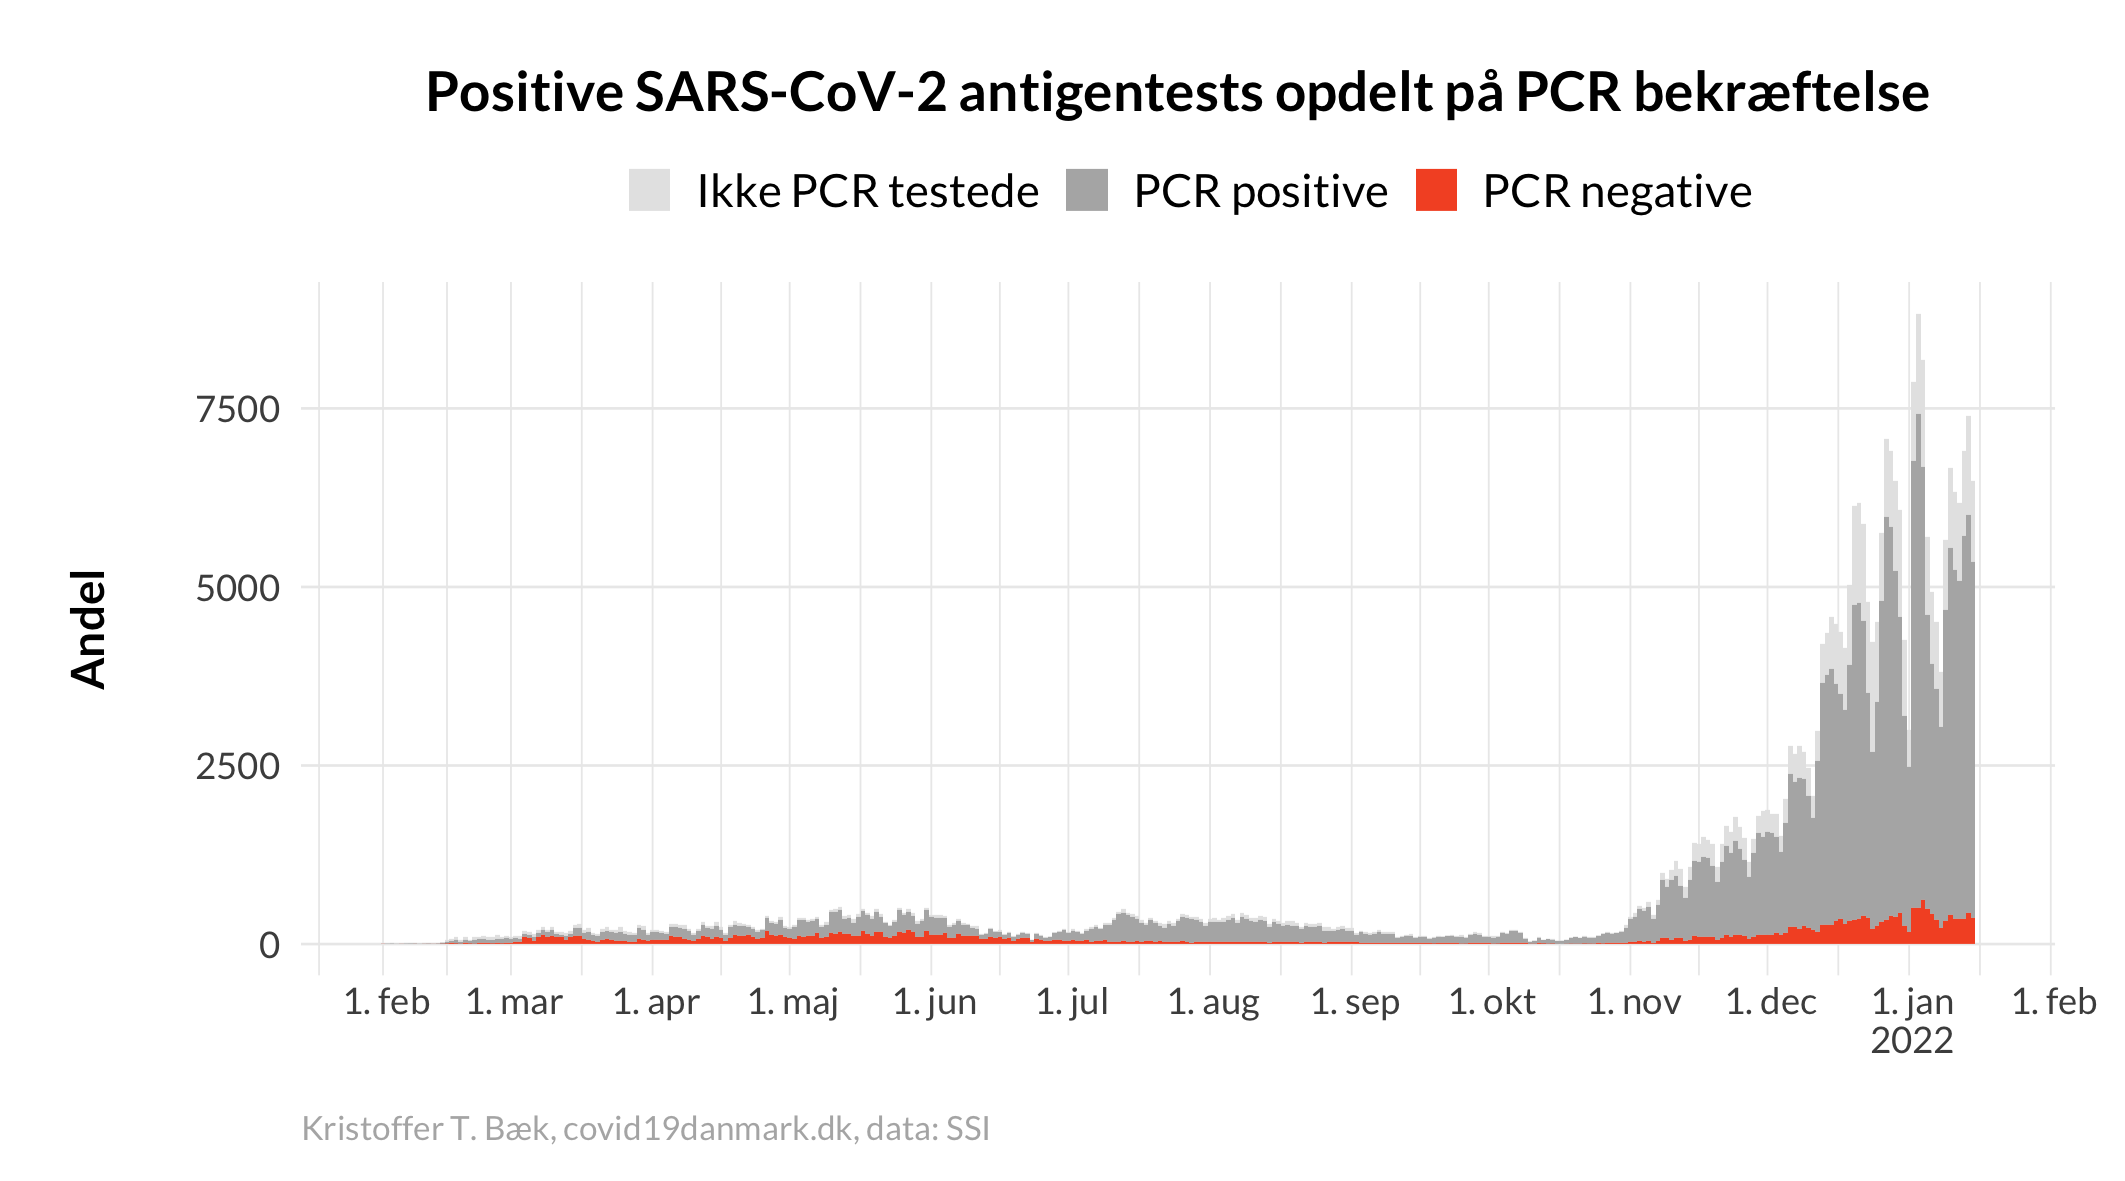 Positive SARS-CoV-2 antigentests opdelt på PCR bekræftelse
Ikke PCR testede PCR positive PCR negative
Andel
7500
5000
2500
0
1. feb 1. mar 1. apr 1. maj 1. jun 1. jul 1. aug 1. sep 1. okt 1. nov 1. dec 1. jan 1. feb
2022
Kristoffer T. Bæk, covid19danmark.dk, data: SSI